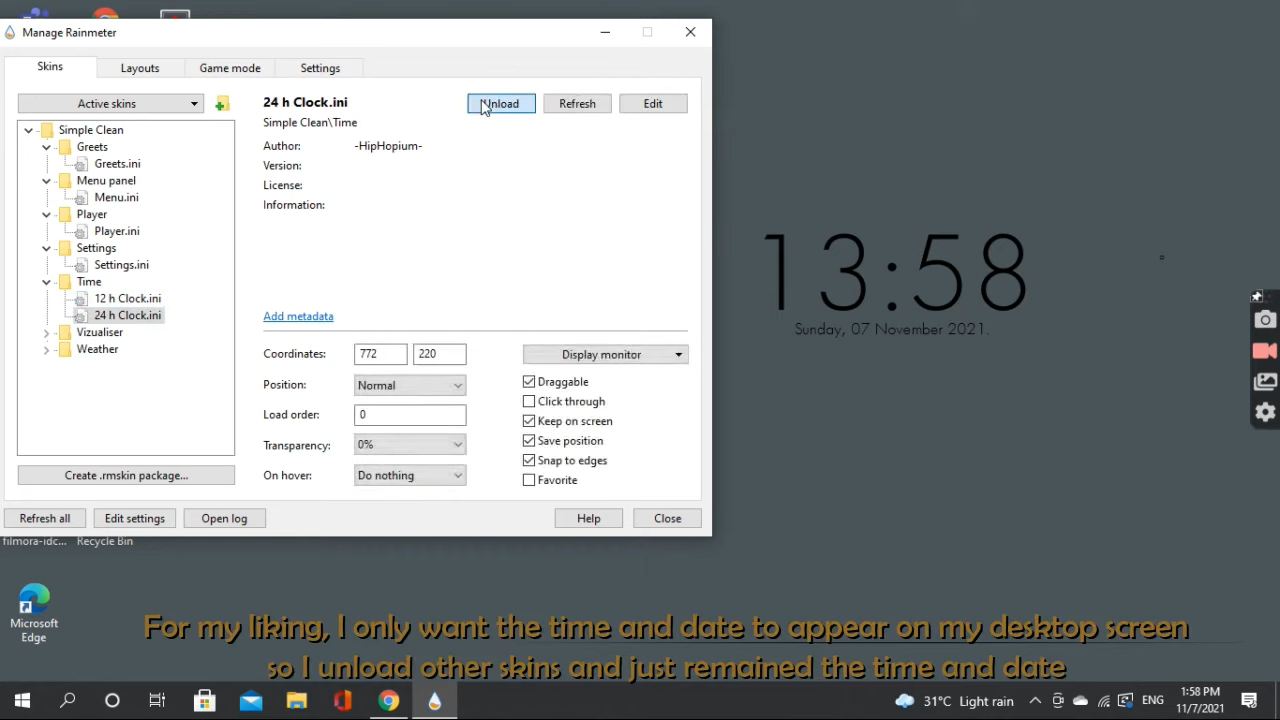 Manage Rainmeter
Skins
Layouts
Game mode
Settings
Active skins
Simple Clean
Greets
Greets.ini
Menu panel
Menu.ini
Player
Player.ini
Settings
Settings.ini
Time
12 h Clock.ini
24 h Clock.ini
Vizualiser
Weather
Create .rmskin package...
24 h Clock.ini
Unload
Refresh
Edit
Simple Clean\Time
Author: -HipHopium-
Version:
License:
Information:
Add metadata
Coordinates: 772 220
Position: Normal
Load order: 0
Transparency: 0%
On hover: Do nothing
Display monitor
Draggable
Click through
Keep on screen
Save position
Snap to edges
Favorite
Refresh all
Edit settings
Open log
Help
Close
13:58
Sunday, 07 November 2021.
filmora-idc...
Recycle Bin
Microsoft
Edge
For my liking, I only want the time and date to appear on my desktop screen
so I unload other skins and just remained the time and date
31°C Light rain
ENG
1:58 PM
11/7/2021